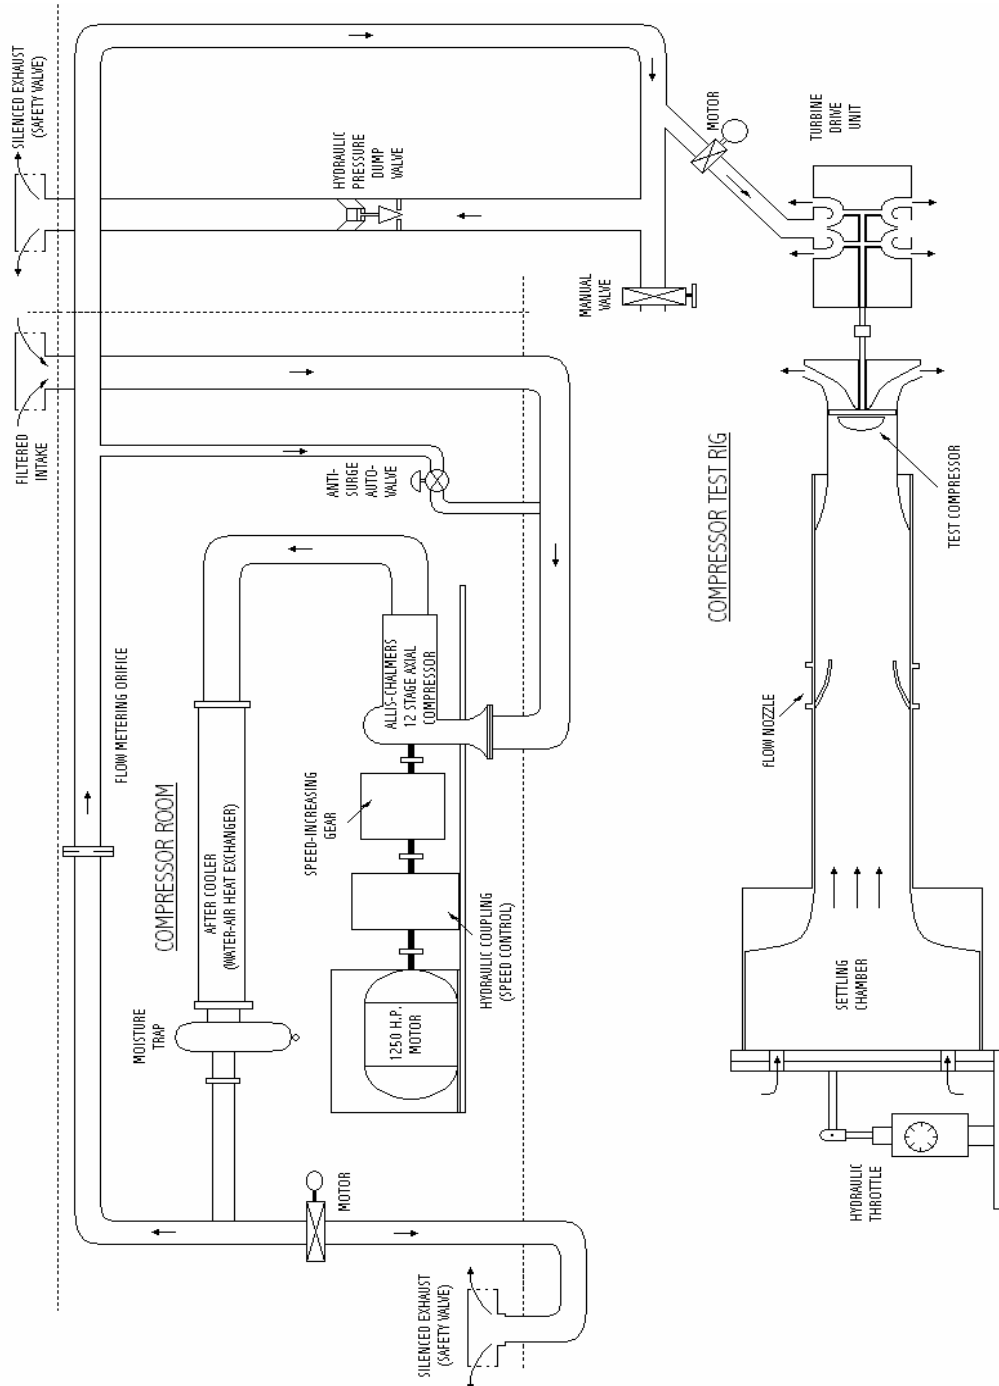 SILENCED EXHAUST
(SAFETY VALVE)
HYDRAULIC
PRESSURE
DUMP
VALVE
MOTOR
TURBINE
DRIVE
UNIT
MANUAL
VALVE
FILTERED
INTAKE
ANTI-
SURGE
AUTO-
VALVE
COMPRESSOR TEST RIG
TEST COMPRESSOR
FLOW METERING ORIFICE
COMPRESSOR ROOM
AFTER COOLER
(WATER-AIR HEAT EXCHANGER)
ALLIS-CHALMERS
12 STAGE AXIAL
COMPRESSOR
SPEED-INCREASING
GEAR
FLOW NOZZLE
HYDRAULIC COUPLING
(SPEED CONTROL)
MOISTURE
TRAP
1250 H.P.
MOTOR
SETTLING
CHAMBER
MOTOR
HYDRAULIC
THROTTLE
SILENCED EXHAUST
(SAFETY VALVE)